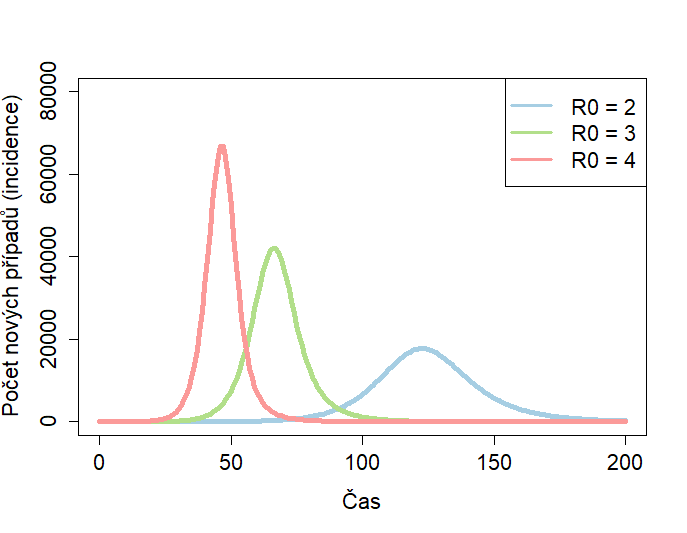 Počet nových případů (incidence)
80000
60000
40000
20000
0
0 50 100 150 200
Čas
R0 = 2
R0 = 3
R0 = 4